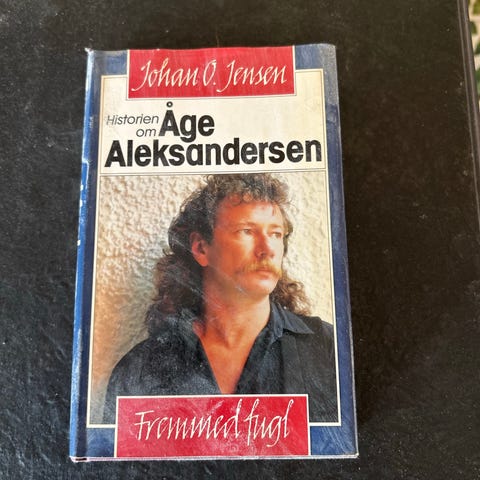 Johan O. Jensen
Historien
om Åge
Aleksandersen
Fremmed fugl